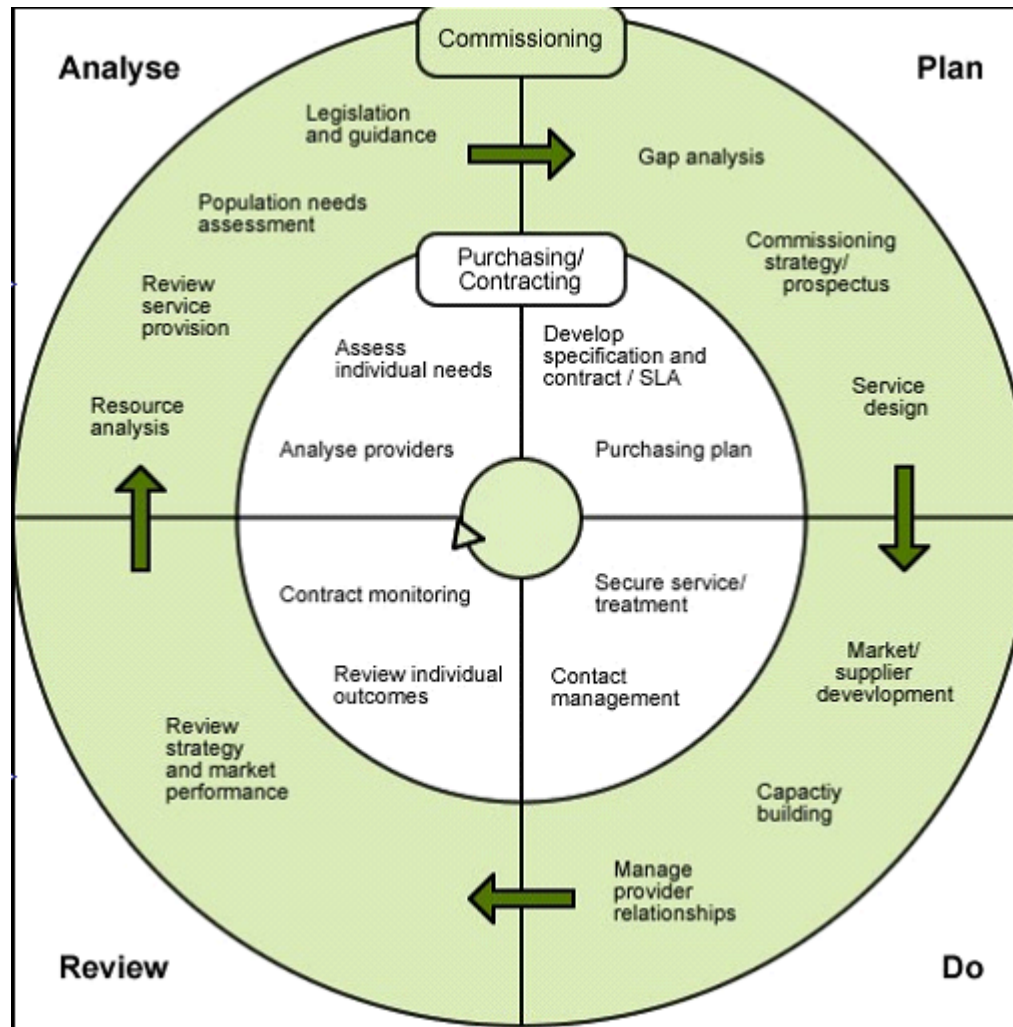 Analyse
Commissioning
Plan
Legislation
and guidance
Gap analysis
Population needs
assessment
Commissioning
strategy/
prospectus
Review
service
provision
Service
design
Resource
analysis
Purchasing/
Contracting
Assess
individual needs
Develop
specification and
contract / SLA
Analyse providers
Purchasing plan
Contract monitoring
Secure service/
treatment
Review individual
outcomes
Contact
management
Market/
supplier
devevlopment
Review
strategy
and market
performance
Capactiy
building
Manage
provider
relationships
Review
Do